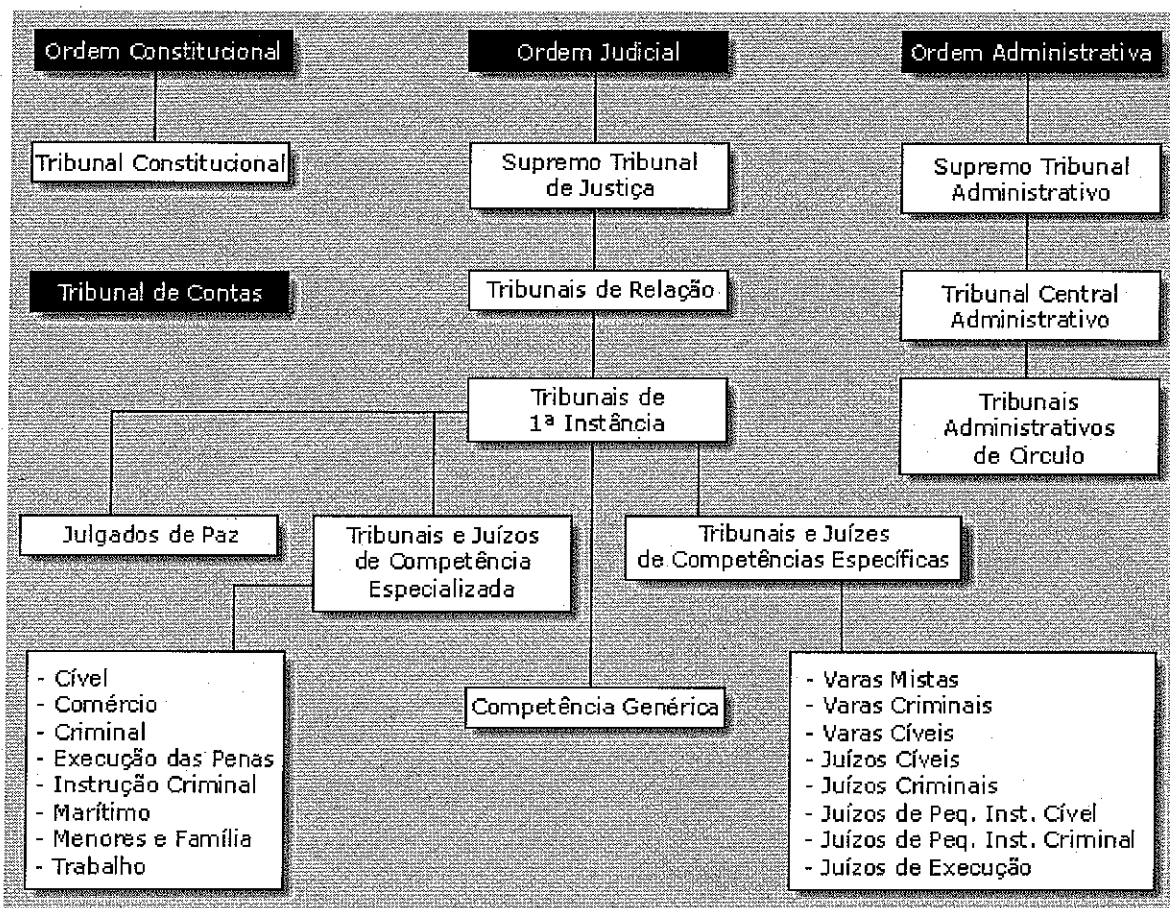 Ordem Constitucional
Ordem Judicial
Ordem Administrativa
Tribunal Constitucional
Supremo Tribunal
de Justiça
Supremo Tribunal
Administrativo
Tribunal de Contas
Tribunais de Relação
Tribunal Central
Administrativo
Tribunais de
1ª Instância
Tribunais
Administrativos
de Circulo
Julgados de Paz
Tribunais e Juízos
de Competência
Especializada
Tribunais e Juízes
de Competências Específicas
- Cível
- Comércio
- Criminal
- Execução das Penas
- Instrução Criminal
- Marítimo
- Menores e Família
- Trabalho
Competência Genérica
- Varas Mistas
- Varas Criminais
- Varas Cíveis
- Juízos Cíveis
- Juízos Criminais
- Juízos de Peq. Inst. Cível
- Juízos de Peq. Inst. Criminal
- Juízos de Execução